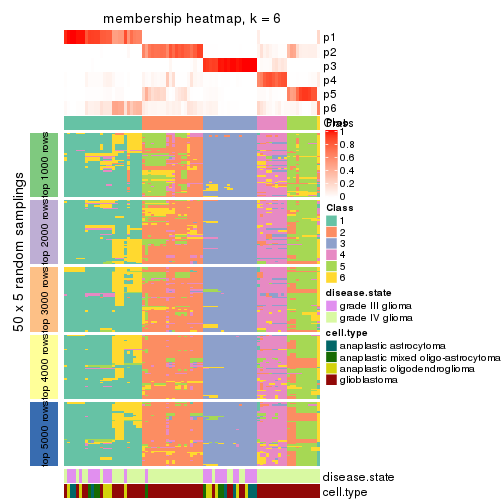 membership heatmap, k = 6
p1
p2
p3
p4
p5
p6
Class
Prob
1
0.8
0.6
0.4
0.2
0
Class
1
2
3
4
5
6
disease.state
grade III glioma
grade IV glioma
cell.type
anaplastic astrocytoma
anaplastic mixed oligo-astrocytoma
anaplastic oligodendroglioma
glioblastoma
50 x 5 random samplings
top 1000 rows
top 2000 rows
top 3000 rows
top 4000 rows
top 5000 rows
disease.state
cell.type